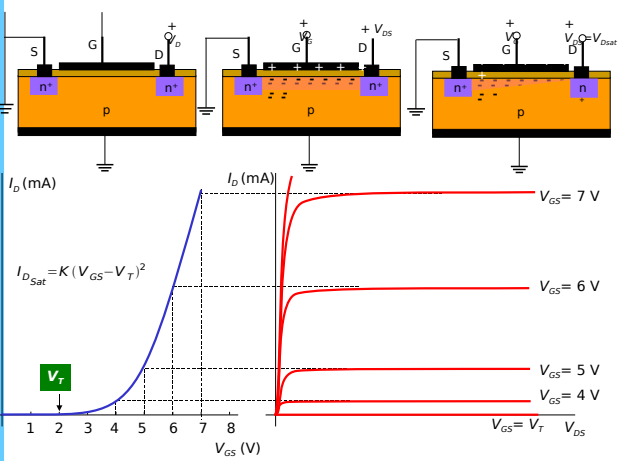 +
V_D
S
G
D
n⁺
n⁺
p
+
V_G
+ V_DS
S
G
D
+ + + +
n⁺
n⁺
p
+
V_G
+
V_DS=V_Dsat
S
G
D
+
n⁺
n
+
p
I_D (mA)
I_D (mA)
V_GS= 7 V
I_DSat=K(V_GS−V_T)²
V_GS= 6 V
V_T
V_GS= 5 V
V_GS= 4 V
V_GS= V_T
V_DS
1 2 3 4 5 6 7 8
V_GS (V)